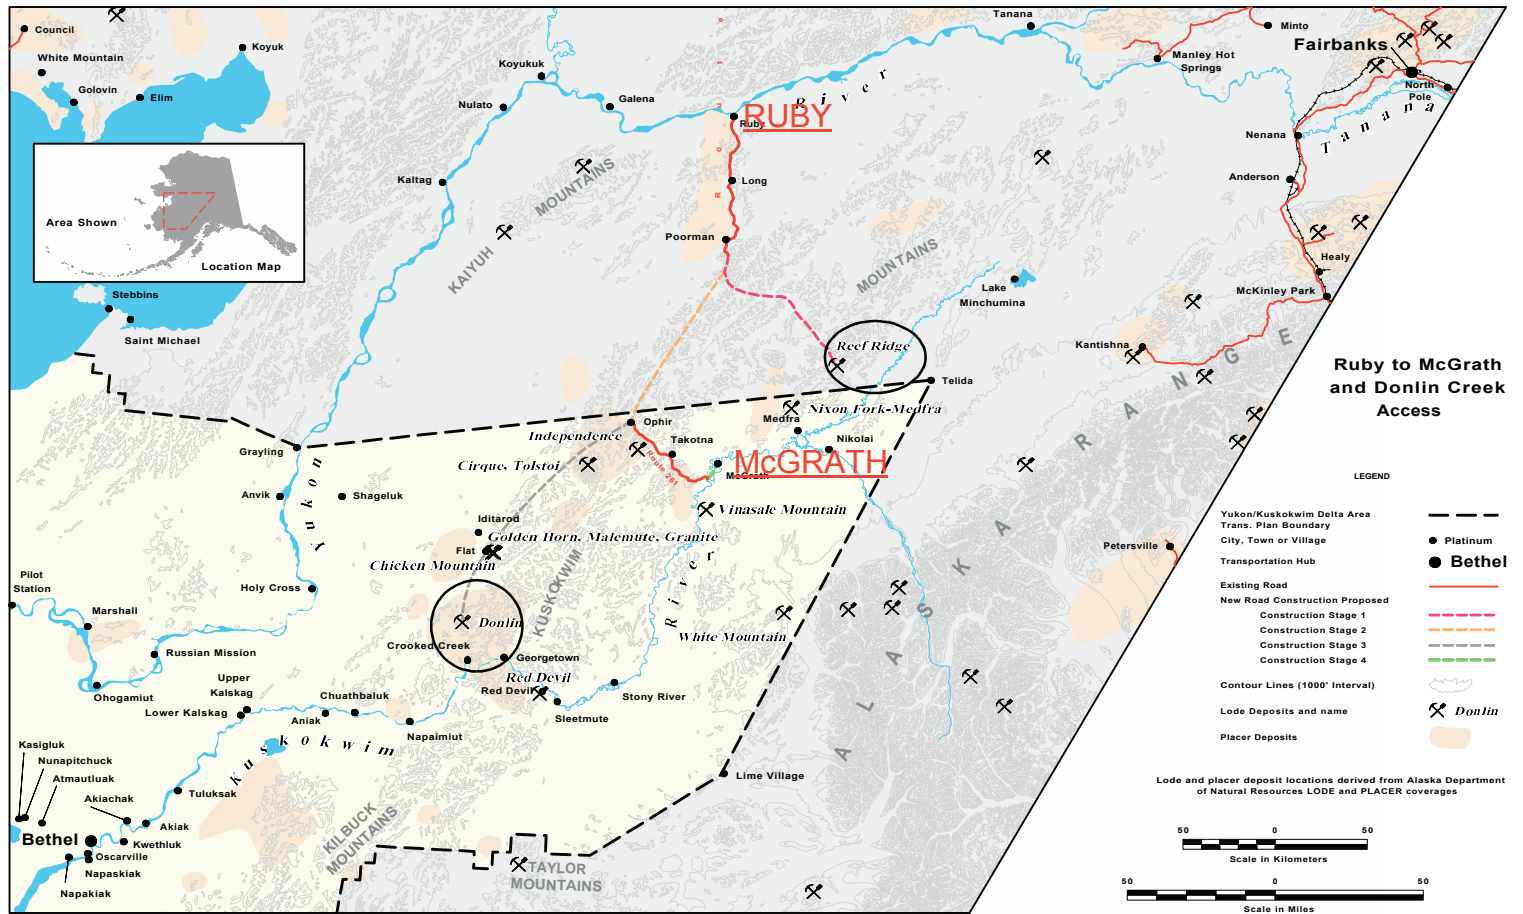 Council
White Mountain
Golovin
Elim
Koyuk
Koyukuk
Nulato
Galena
Kaltag
Tanana
Minto
Manley Hot
Springs
Fairbanks
North
Pole
Nenana
Tanana
Anderson
Healy
McKinley Park
Kantishna
River
Ruby
RUBY
Long
Poorman
Route
KAIYUH
MOUNTAINS
MOUNTAINS
Lake
Minchumina
Area Shown
Location Map
Stebbins
Saint Michael
Reef Ridge
Telida
Nixon Fork-Medfra
Medfra
Nikolai
Ophir
Independence
Takotna
Route 261
Cirque, Tolstoi
McGrath
McGRATH
Vinasale Mountain
Grayling
Anvik
Shageluk
Yukon
Iditarod
Golden Horn, Malemute, Granite
Flat
Chicken Mountain
Holy Cross
KUSKOKWIM
River
White Mountain
Donlin
Crooked Creek
Georgetown
Red Devil
Red Devil
Sleetmute
Stony River
Pilot
Station
Marshall
Russian Mission
Ohogamiut
Upper
Kalskag
Lower Kalskag
Chuathbaluk
Aniak
Napaimiut
Kuskokwim
Lime Village
Kasigluk
Nunapitchuck
Atmautluak
Akiachak
Tuluksak
Akiak
Bethel
Kwethluk
Oscarville
Napaskiak
Napakiak
KILBUCK
MOUNTAINS
TAYLOR
MOUNTAINS
ALASKA RANGE
Petersville
Ruby to McGrath
and Donlin Creek
Access
LEGEND
Yukon/Kuskokwim Delta Area
Trans. Plan Boundary
City, Town or Village
Platinum
Transportation Hub
Bethel
Existing Road
New Road Construction Proposed
Construction Stage 1
Construction Stage 2
Construction Stage 3
Construction Stage 4
Contour Lines (1000' Interval)
Lode Deposits and name
Donlin
Placer Deposits
Lode and placer deposit locations derived from Alaska Department
of Natural Resources LODE and PLACER coverages
50 0 50
Scale in Kilometers
50 0 50
Scale in Miles